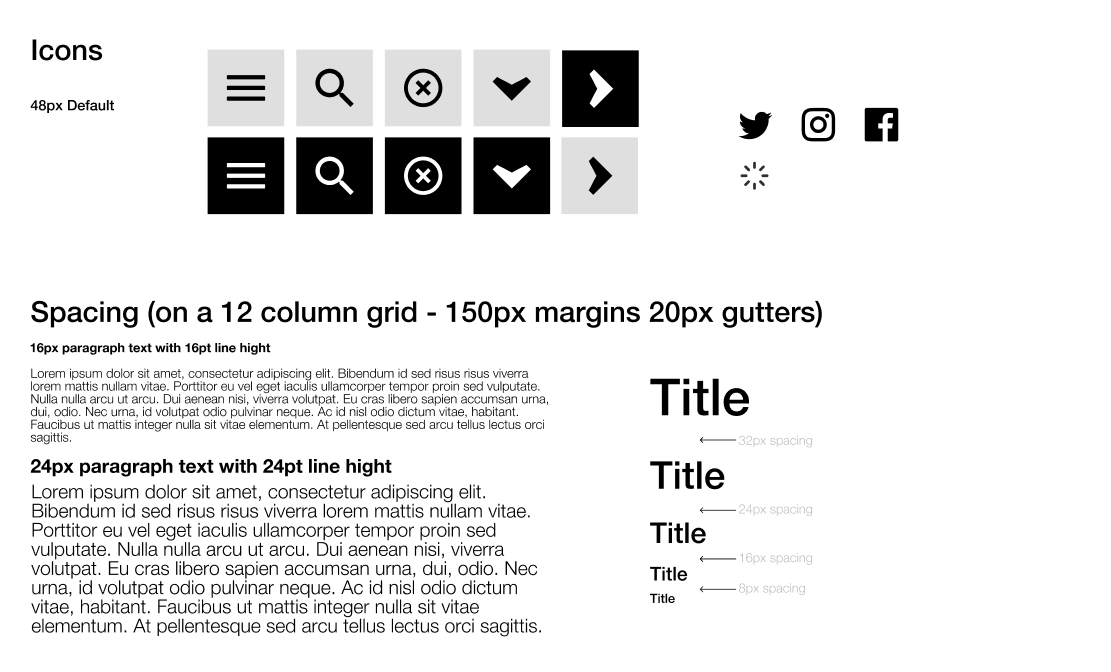 Icons
48px Default
Spacing (on a 12 column grid - 150px margins 20px gutters)
16px paragraph text with 16pt line hight
Lorem ipsum dolor sit amet, consectetur adipiscing elit. Bibendum id sed risus risus viverra
lorem mattis nullam vitae. Porttitor eu vel eget iaculis ullamcorper tempor proin sed vulputate.
Nulla nulla arcu ut arcu. Dui aenean nisi, viverra volutpat. Eu cras libero sapien accumsan urna,
dui, odio. Nec urna, id volutpat odio pulvinar neque. Ac id nisl odio dictum vitae, habitant.
Faucibus ut mattis integer nulla sit vitae elementum. At pellentesque sed arcu tellus lectus orci
sagittis.
24px paragraph text with 24pt line hight
Lorem ipsum dolor sit amet, consectetur adipiscing elit.
Bibendum id sed risus risus viverra lorem mattis nullam vitae.
Porttitor eu vel eget iaculis ullamcorper tempor proin sed
vulputate. Nulla nulla arcu ut arcu. Dui aenean nisi, viverra
volutpat. Eu cras libero sapien accumsan urna, dui, odio. Nec
urna, id volutpat odio pulvinar neque. Ac id nisl odio dictum
vitae, habitant. Faucibus ut mattis integer nulla sit vitae
elementum. At pellentesque sed arcu tellus lectus orci sagittis.
Title
32px spacing
Title
24px spacing
Title
16px spacing
Title
8px spacing
Title